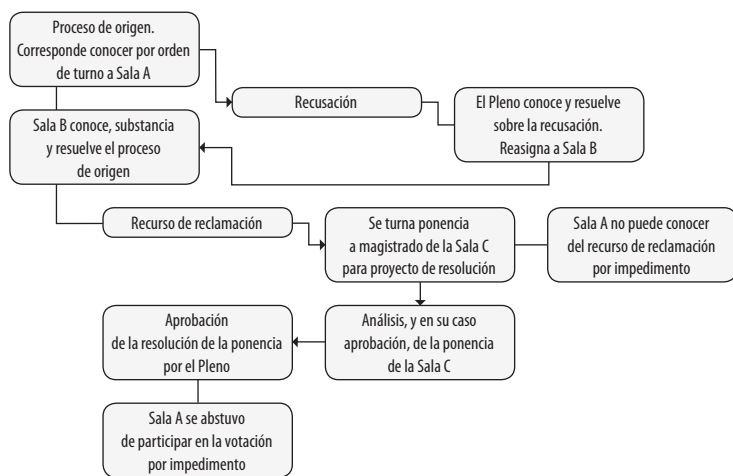 Proceso de origen.
Corresponde conocer por orden
de turno a Sala A
Recusación
El Pleno conoce y resuelve
sobre la recusación.
Reasigna a Sala B
Sala B conoce, substancia
y resuelve el proceso
de origen
Recurso de reclamación
Se turna ponencia
a magistrado de la Sala C
para proyecto de resolución
Sala A no puede conocer
del recurso de reclamación
por impedimento
Análisis, y en su caso
aprobación, de la ponencia
de la Sala C
Aprobación
de la resolución de la ponencia
por el Pleno
Sala A se abstuvo
de participar en la votación
por impedimento